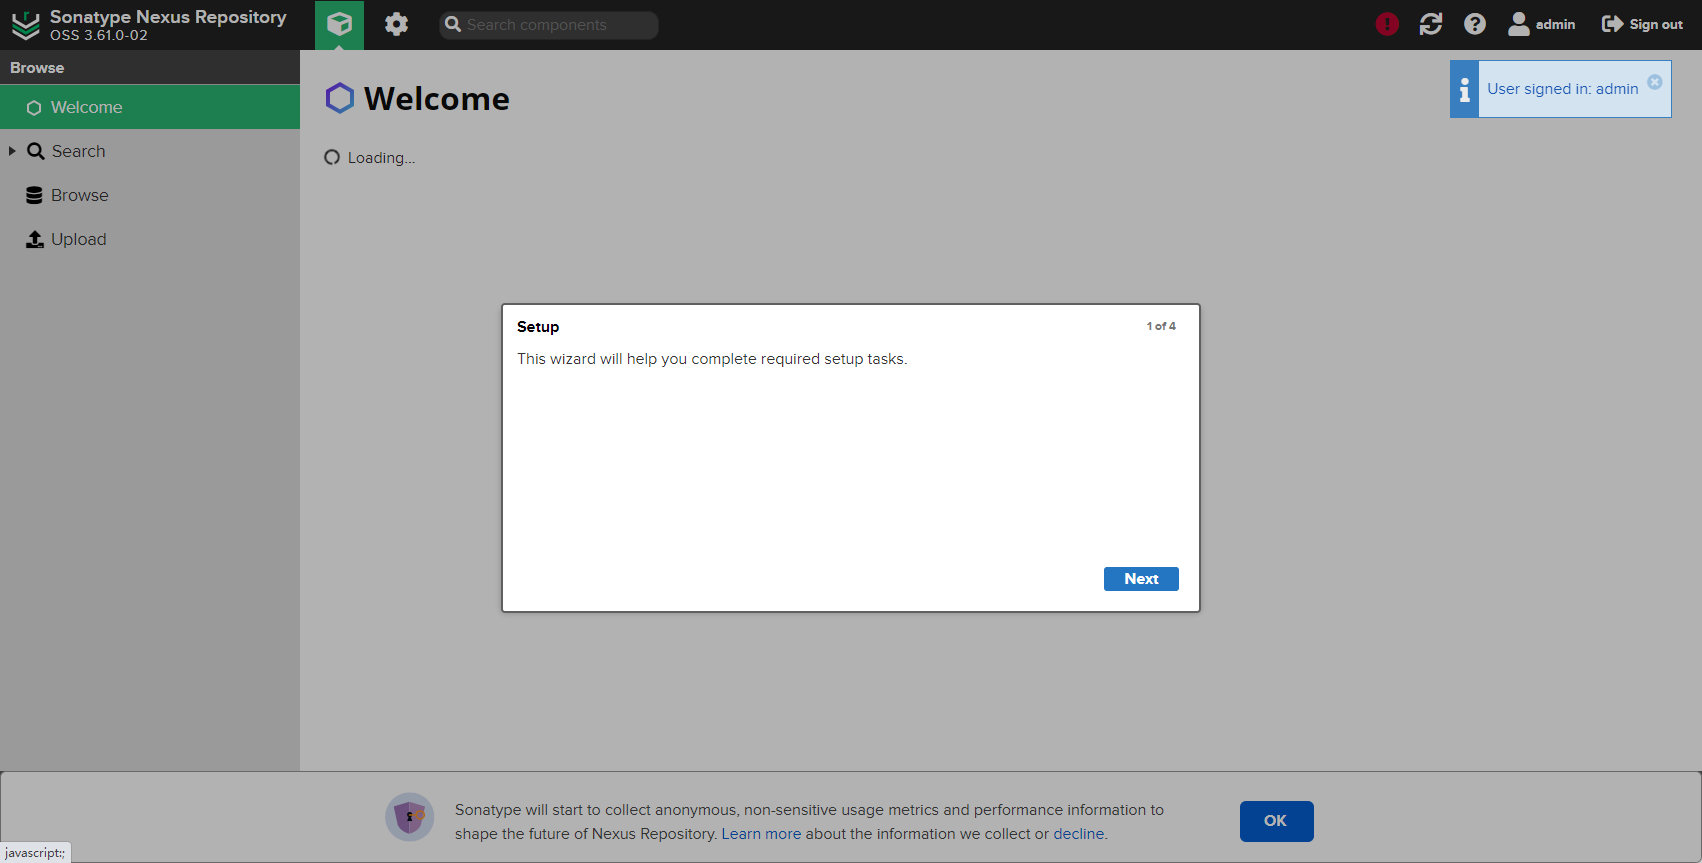 Sonatype Nexus Repository
OSS 3.61.0-02
Search components
admin
Sign out
Browse
Welcome
Search
Browse
Upload
Welcome
Loading...
User signed in: admin
Setup
1 of 4
This wizard will help you complete required setup tasks.
Next
Sonatype will start to collect anonymous, non-sensitive usage metrics and performance information to
shape the future of Nexus Repository. Learn more about the information we collect or decline.
OK
javascript:;